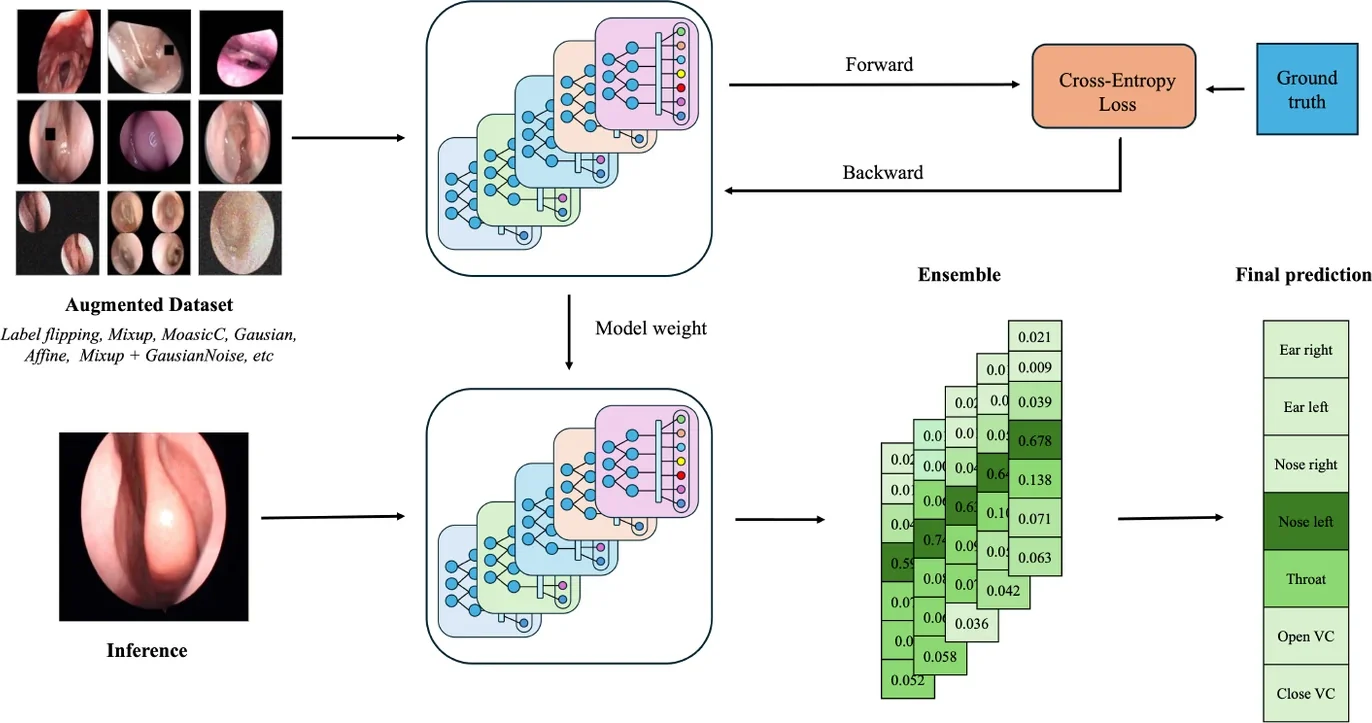 Forward
Cross-Entropy
Loss
Ground
truth
Backward
Augmented Dataset
Label flipping, Mixup, MoasicC, Gausian,
Affine, Mixup + GausianNoise, etc
Model weight
Inference
Ensemble
0.021
0.009
0.039
0.678
0.138
0.071
0.063
0.042
0.036
0.058
0.052
Final prediction
Ear right
Ear left
Nose right
Nose left
Throat
Open VC
Close VC